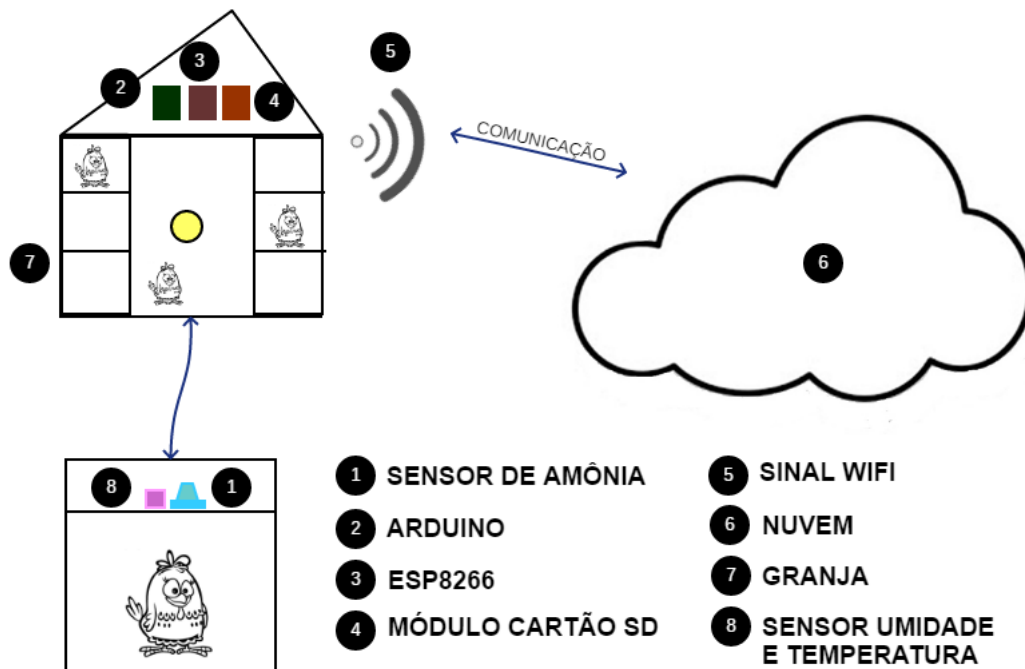 3
5
2
4
COMUNICAÇÃO
7
6
8
1
1 SENSOR DE AMÔNIA
2 ARDUINO
3 ESP8266
4 MÓDULO CARTÃO SD
5 SINAL WIFI
6 NUVEM
7 GRANJA
8 SENSOR UMIDADE
E TEMPERATURA